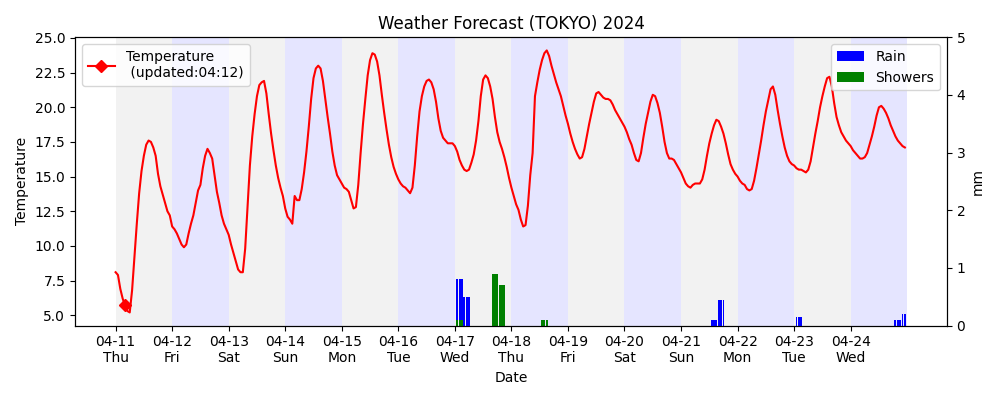 Weather Forecast (TOKYO) 2024
Temperature
(updated:04:12)
Rain
Showers
25.0
22.5
20.0
17.5
15.0
12.5
10.0
7.5
5.0
Temperature
5
4
3
2
1
0
mm
04-11 04-12 04-13 04-14 04-15 04-16 04-17 04-18 04-19 04-20 04-21 04-22 04-23 04-24
Thu Fri Sat Sun Mon Tue Wed Thu Fri Sat Sun Mon Tue Wed
Date